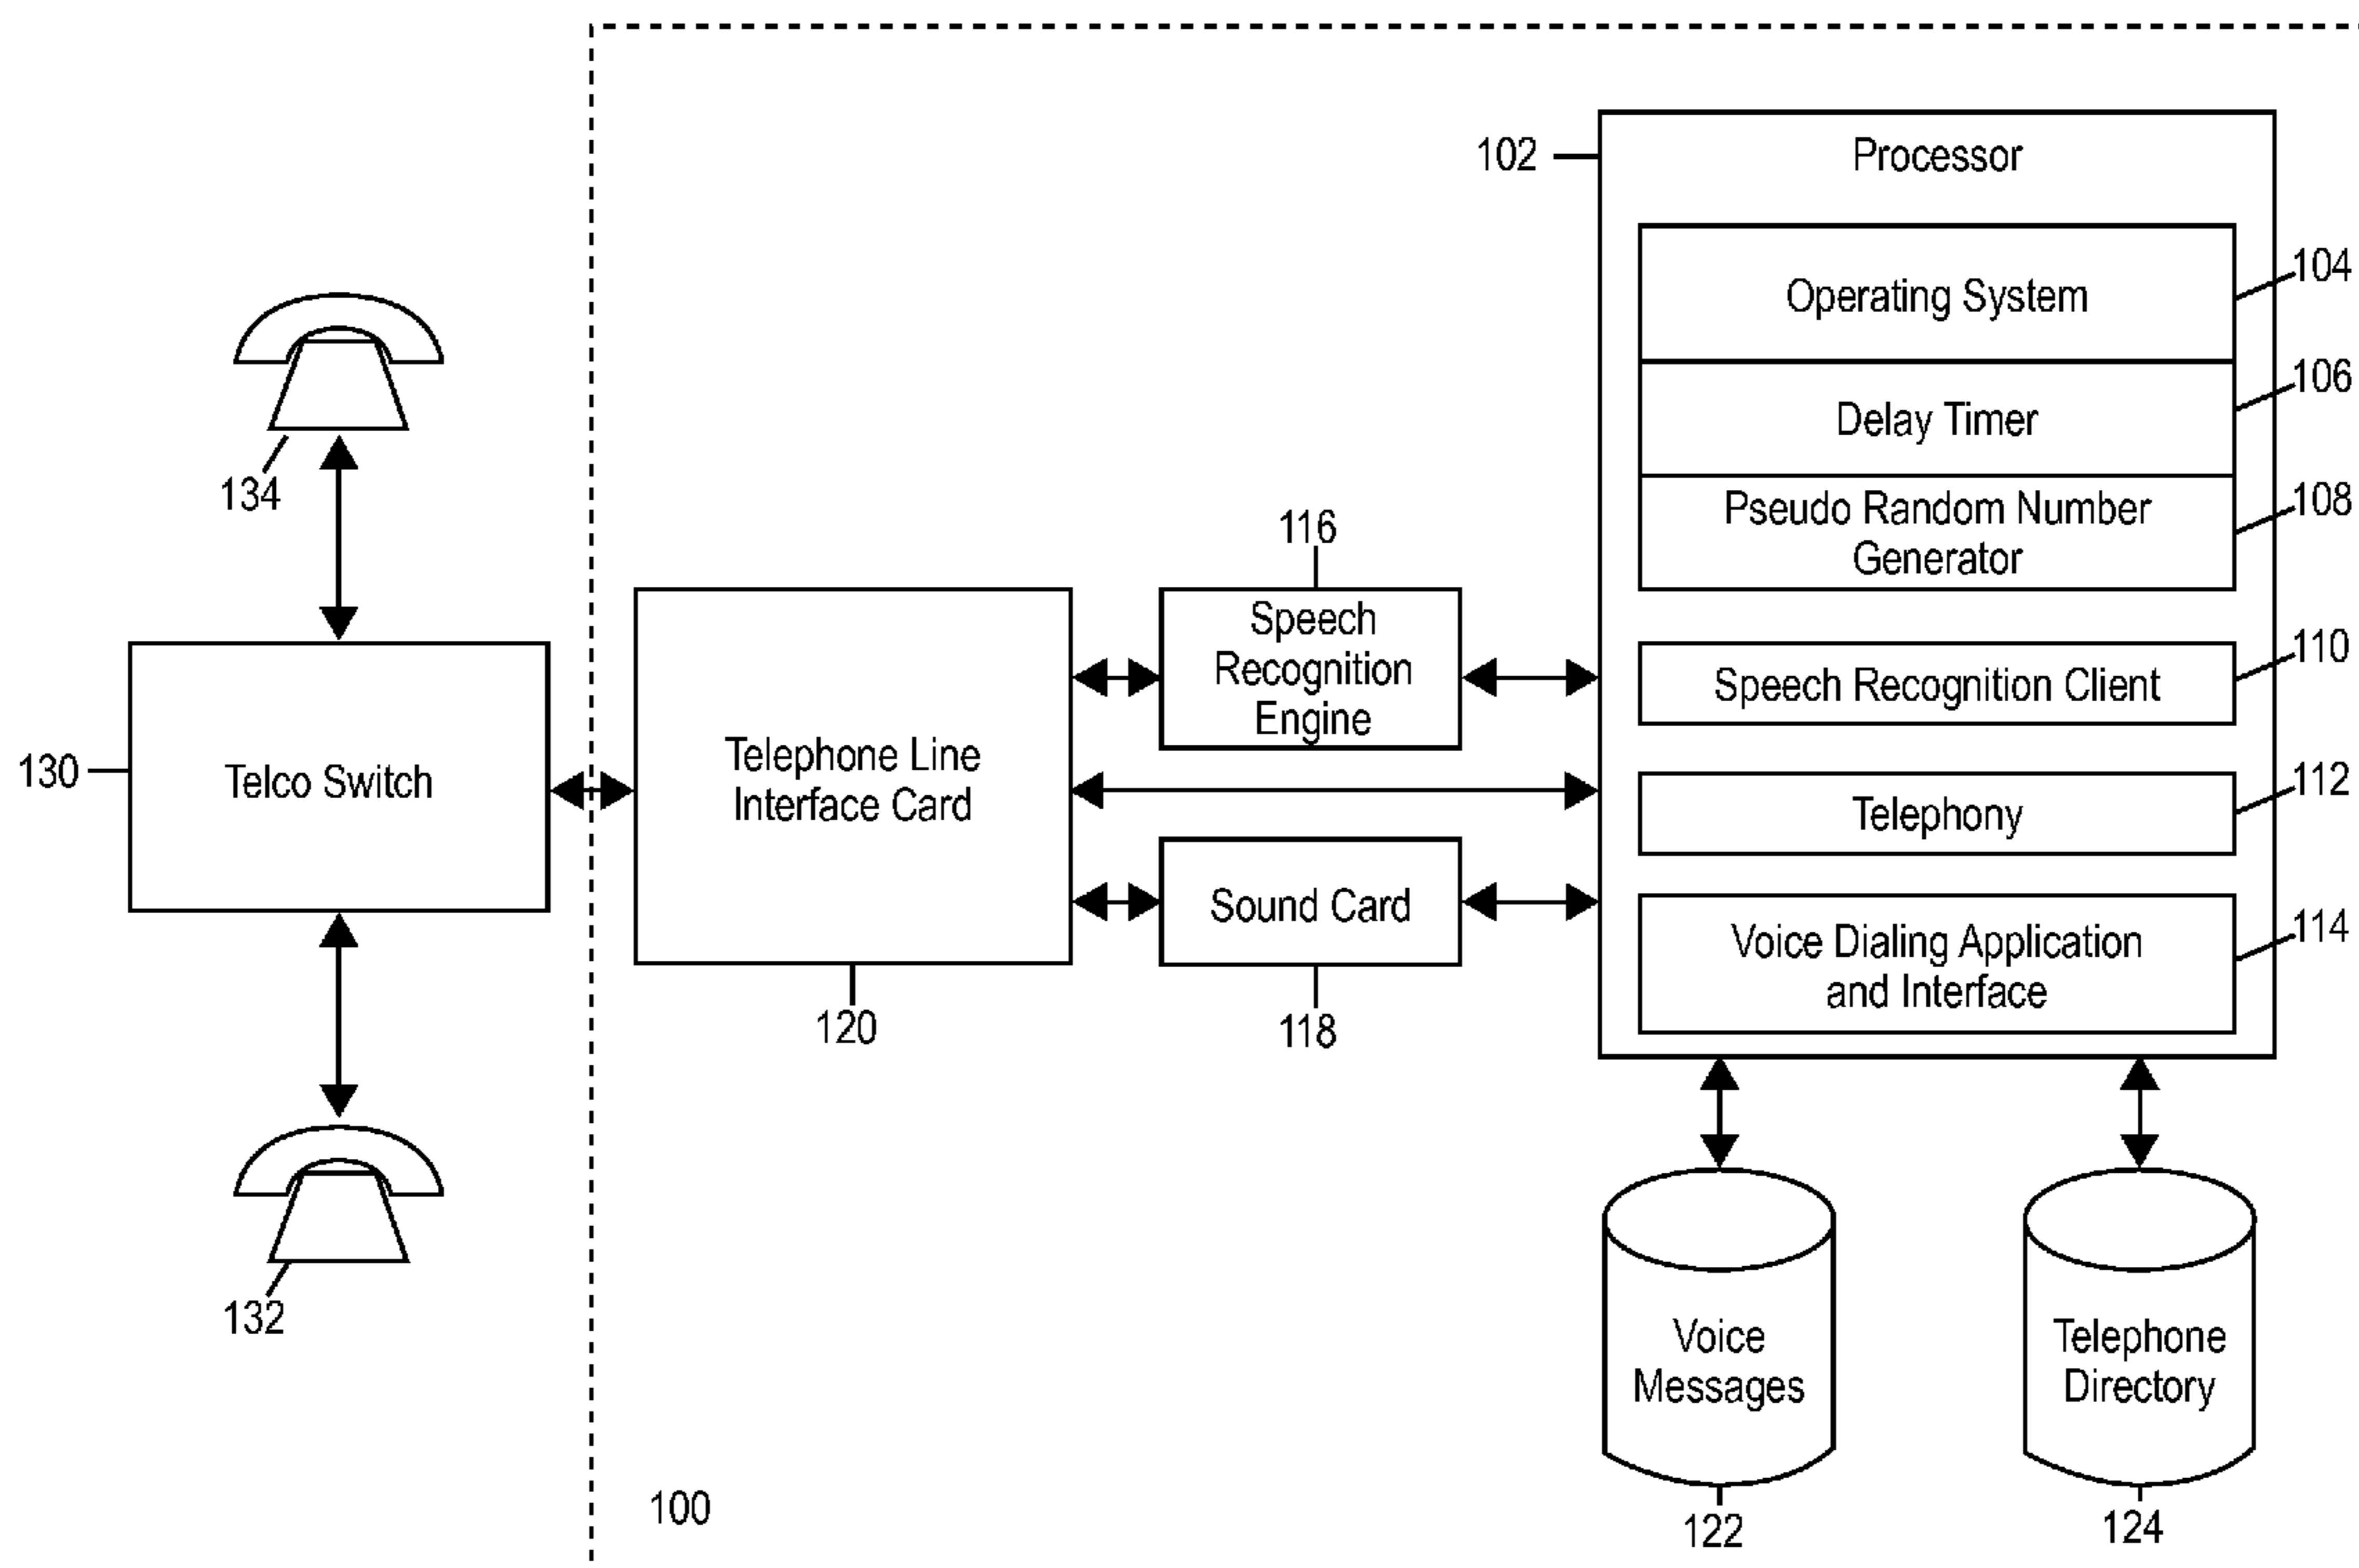 102
Processor
104
Operating System
106
Delay Timer
134
108
Pseudo Random Number
Generator
116
Speech
Recognition
Engine
110
Speech Recognition Client
130
Telco Switch
Telephone Line
Interface Card
112
Telephony
Sound Card
114
Voice Dialing Application
and Interface
120
118
132
Voice
Messages
Telephone
Directory
100
122
124